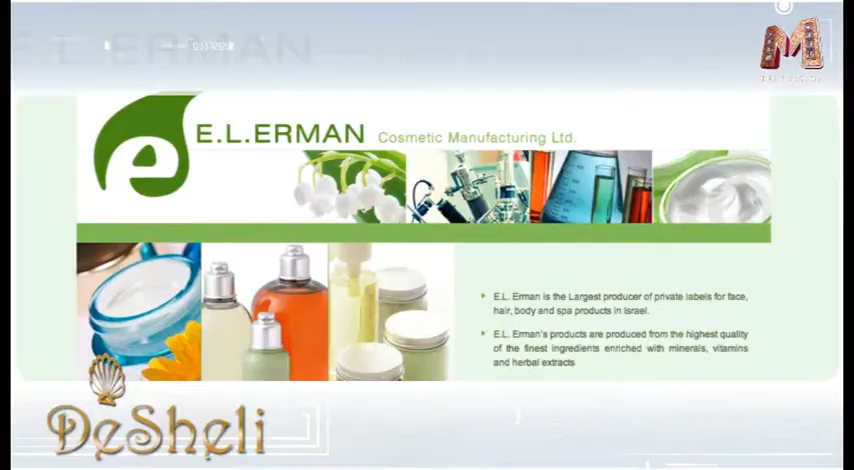 E.L.ERMAN
M
TELEVISION
E.L.ERMAN Cosmetic Manufacturing Ltd.
e
E.L. Erman is the Largest producer of private labels for face,
hair, body and spa products in Israel.
E.L. Erman's products are produced from the highest quality
of the finest ingredients enriched with minerals, vitamins
and herbal extracts
DeSheli